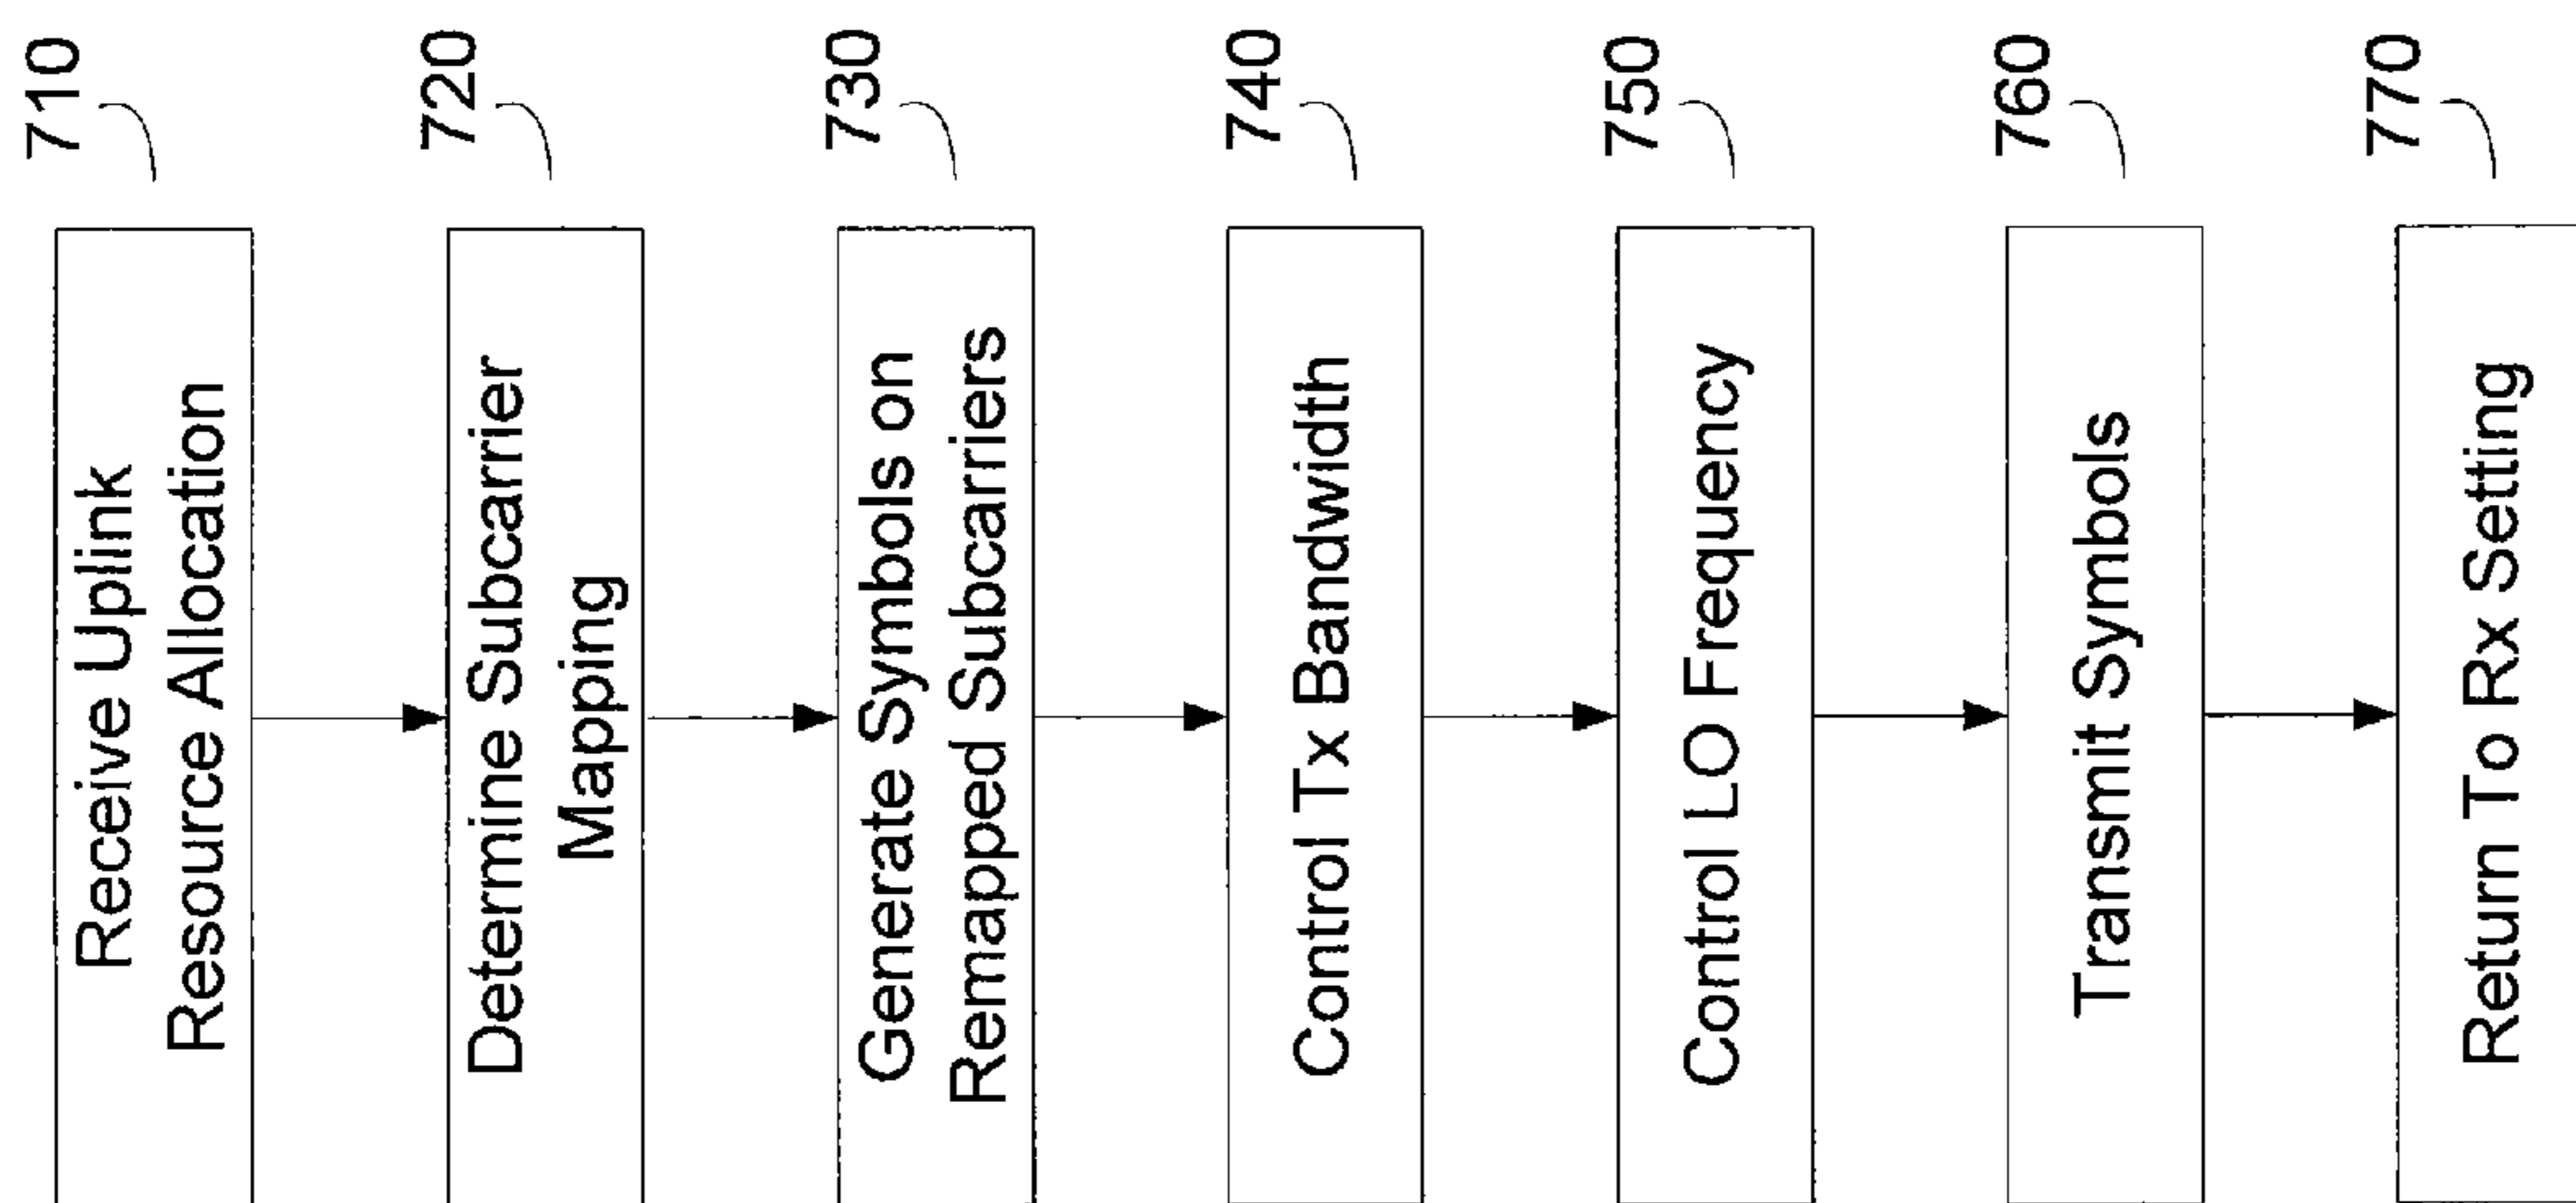 Receive Uplink
Resource Allocation
710
Determine Subcarrier
Mapping
720
Generate Symbols on
Remapped Subcarriers
730
Control Tx Bandwidth
740
Control LO Frequency
750
Transmit Symbols
760
Return To Rx Setting
770